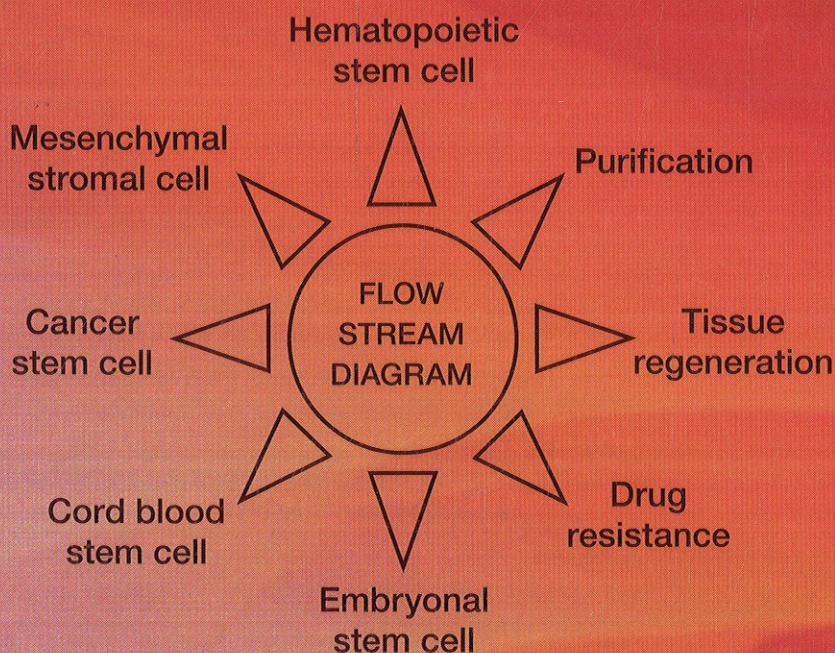 Hematopoietic
stem cell
Mesenchymal
stromal cell
Purification
FLOW
STREAM
DIAGRAM
Cancer
stem cell
Tissue
regeneration
Cord blood
stem cell
Drug
resistance
Embryonal
stem cell